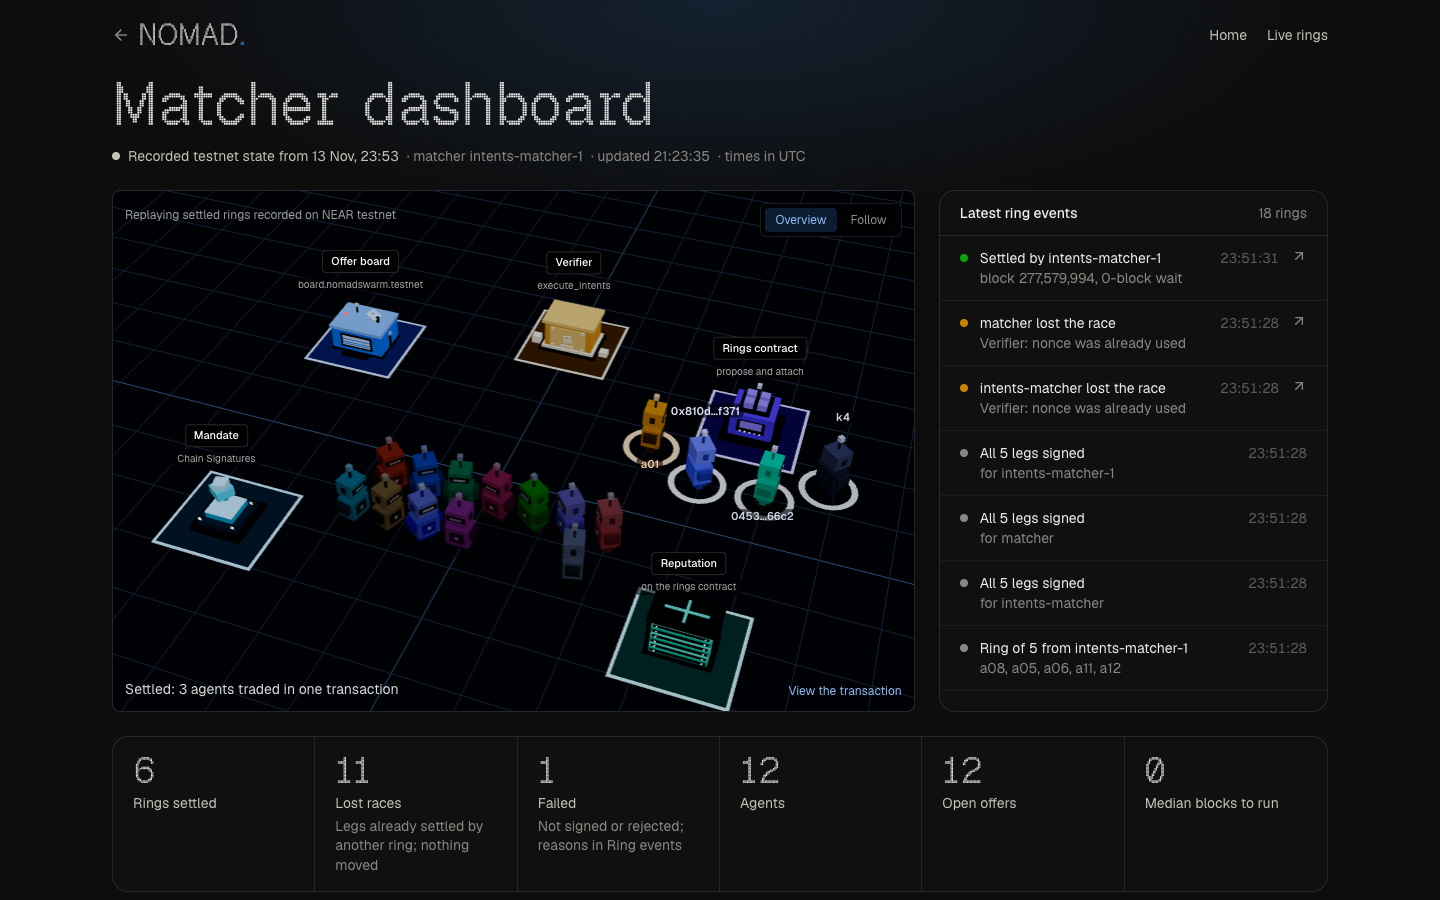 NOMAD.
Home
Live rings
Matcher dashboard
Recorded testnet state from 13 Nov, 23:53 · matcher intents-matcher-1 · updated 21:23:35 · times in UTC
Replaying settled rings recorded on NEAR testnet
Overview
Follow
Offer board
board.nomadswarm.testnet
Verifier
execute_intents
Rings contract
propose and attach
0x810d…f371
k4
a01
0453…66c2
Mandate
Chain Signatures
Reputation
on the rings contract
Settled: 3 agents traded in one transaction
View the transaction
Latest ring events
18 rings
Settled by intents-matcher-1 23:51:31
block 277,579,994, 0-block wait
matcher lost the race 23:51:28
Verifier: nonce was already used
intents-matcher lost the race 23:51:28
Verifier: nonce was already used
All 5 legs signed 23:51:28
for intents-matcher-1
All 5 legs signed 23:51:28
for matcher
All 5 legs signed 23:51:28
for intents-matcher
Ring of 5 from intents-matcher-1 23:51:28
a08, a05, a06, a11, a12
6
Rings settled
11
Lost races
Legs already settled by
another ring; nothing
moved
1
Failed
Not signed or rejected;
reasons in Ring events
12
Agents
12
Open offers
0
Median blocks to run